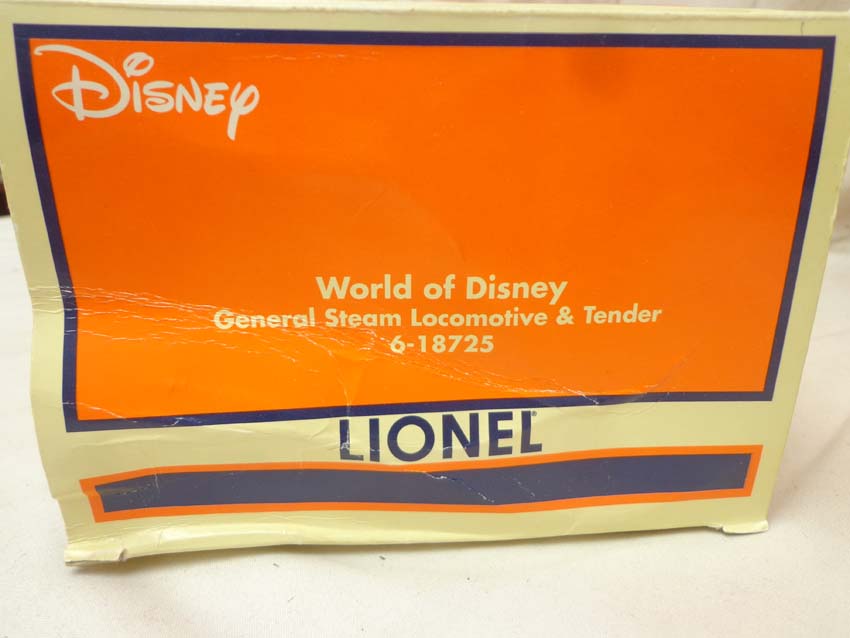 Disney
World of Disney
General Steam Locomotive & Tender
6-18725
LIONEL®